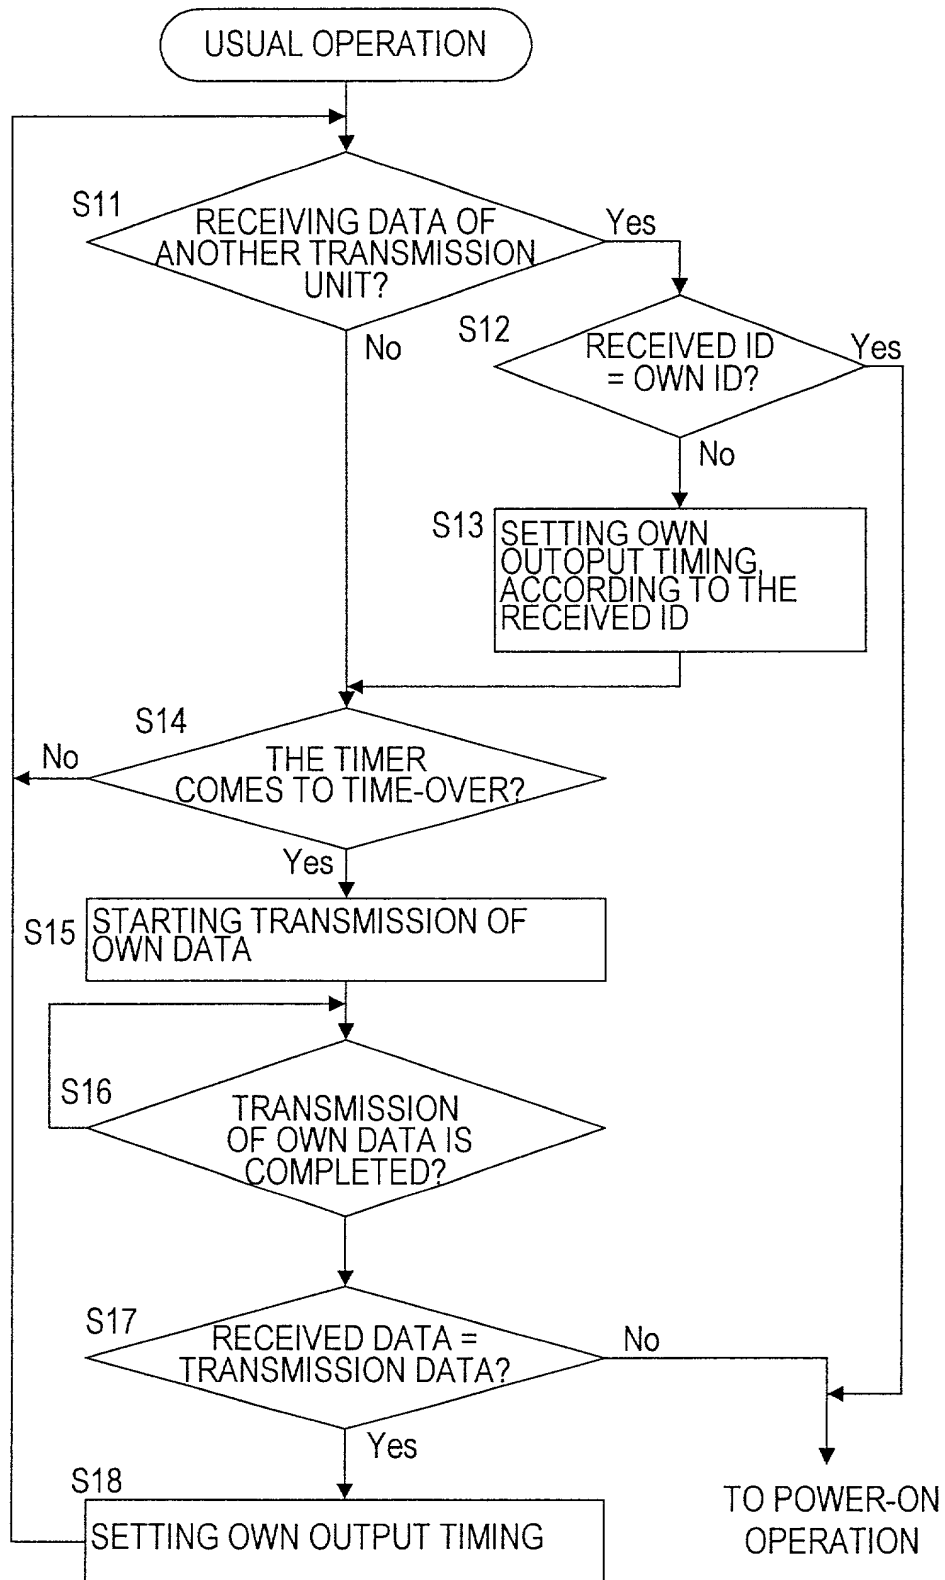 USUAL OPERATION
S11
RECEIVING DATA OF
ANOTHER TRANSMISSION
UNIT?
Yes
No
S12
RECEIVED ID
= OWN ID?
Yes
No
S13
SETTING OWN
OUTOPUT TIMING,
ACCORDING TO THE
RECEIVED ID
S14
THE TIMER
COMES TO TIME-OVER?
No
Yes
S15
STARTING TRANSMISSION OF
OWN DATA
S16
TRANSMISSION
OF OWN DATA IS
COMPLETED?
S17
RECEIVED DATA =
TRANSMISSION DATA?
No
Yes
S18
SETTING OWN OUTPUT TIMING
TO POWER-ON
OPERATION